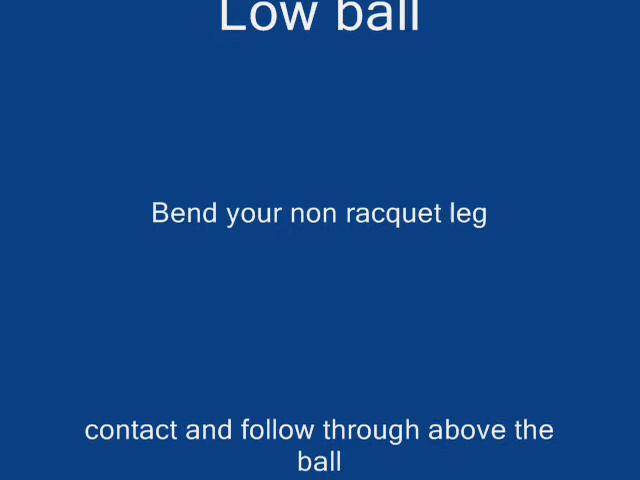 Low ball
Bend your non racquet leg
contact and follow through above the
ball